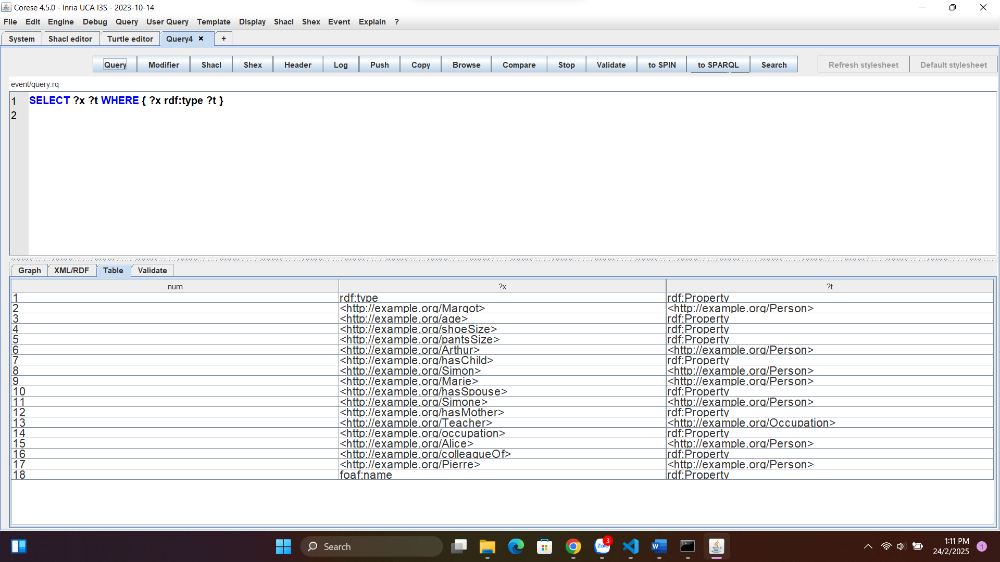 Corese 4.5.0 - Inria UCA I3S - 2023-10-14
File Edit Engine Debug Query User Query Template Display Shacl Shex Event Explain ?
System Shacl editor Turtle editor Query4 × +
Query Modifier Shacl Shex Header Log Push Copy Browse Compare Stop Validate to SPIN to SPARQL Search Refresh stylesheet Default stylesheet
event/query.rq
1 SELECT ?x ?t WHERE { ?x rdf:type ?t }
2
Graph XML/RDF Table Validate
num ?x ?t
1 rdf:type rdf:Property
2 <http://example.org/Margot> <http://example.org/Person>
3 <http://example.org/age> rdf:Property
4 <http://example.org/shoeSize> rdf:Property
5 <http://example.org/pantsSize> rdf:Property
6 <http://example.org/Arthur> <http://example.org/Person>
7 <http://example.org/hasChild> rdf:Property
8 <http://example.org/Simon> <http://example.org/Person>
9 <http://example.org/Marie> <http://example.org/Person>
10 <http://example.org/hasSpouse> rdf:Property
11 <http://example.org/Simone> <http://example.org/Person>
12 <http://example.org/hasMother> rdf:Property
13 <http://example.org/Teacher> <http://example.org/Occupation>
14 <http://example.org/occupation> rdf:Property
15 <http://example.org/Alice> <http://example.org/Person>
16 <http://example.org/colleagueOf> rdf:Property
17 <http://example.org/Pierre> <http://example.org/Person>
18 foaf:name rdf:Property
Search Zalo 3 1:11 PM
24/2/2025 1